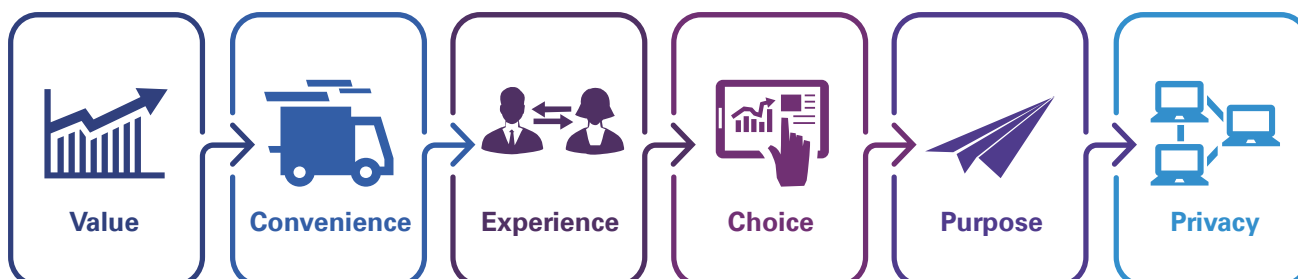 Value
Convenience
Experience
Choice
Purpose
Privacy